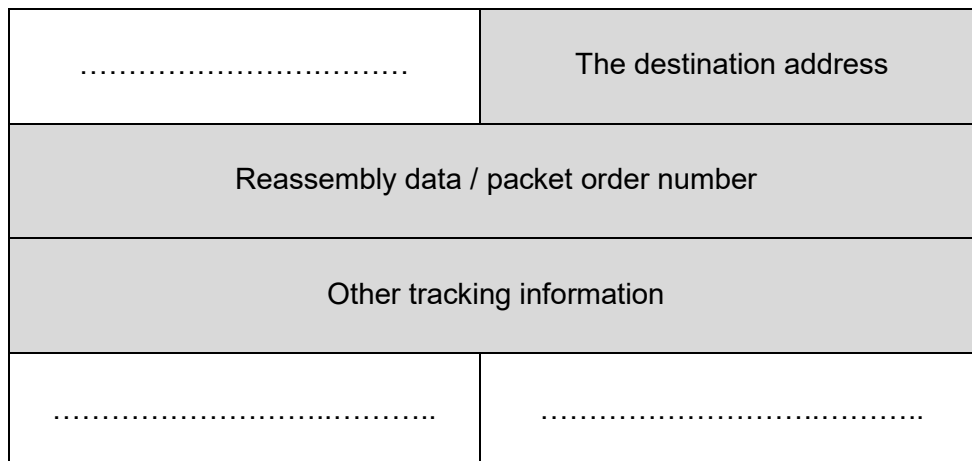 …………………….………
The destination address
Reassembly data / packet order number
Other tracking information
………………………..………..
………………………..………..